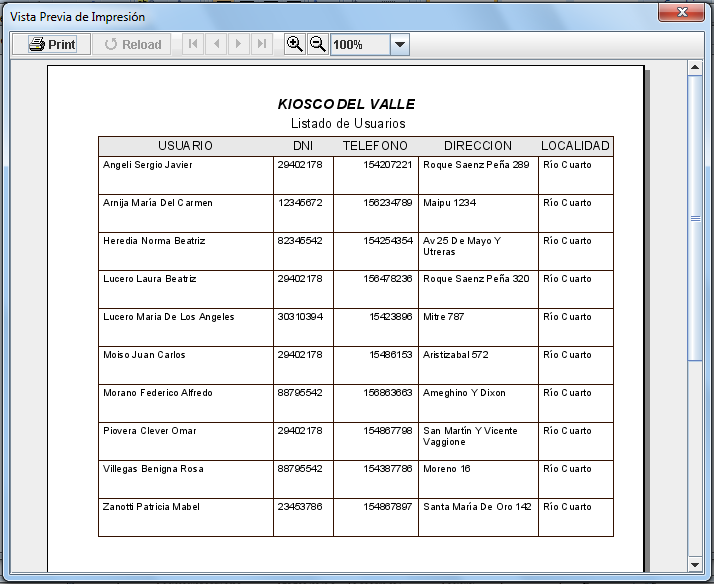 Vista Previa de Impresión
Print Reload 100%
KIOSCO DEL VALLE
Listado de Usuarios
USUARIO DNI TELEFONO DIRECCION LOCALIDAD
Angeli Sergio Javier 29402178 154207221 Roque Saenz Peña 289 Río Cuarto
Arnija María Del Carmen 12345672 156234789 Maipu 1234 Río Cuarto
Heredia Norma Beatriz 82345542 154254354 Av 25 De Mayo Y Río Cuarto
Utreras
Lucero Laura Beatriz 29402178 156478236 Roque Saenz Peña 320 Río Cuarto
Lucero Maria De Los Angeles 30310394 15423896 Mitre 787 Río Cuarto
Moiso Juan Carlos 29402178 15486153 Aristizabal 572 Río Cuarto
Morano Federico Alfredo 88795542 156863663 Ameghino Y Dixon Río Cuarto
Piovera Clever Omar 29402178 154867798 San Martín Y Vicente Río Cuarto
Vaggione
Villegas Benigna Rosa 88795542 154387786 Moreno 16 Río Cuarto
Zanotti Patricia Mabel 23453786 154867897 Santa María De Oro 142 Río Cuarto